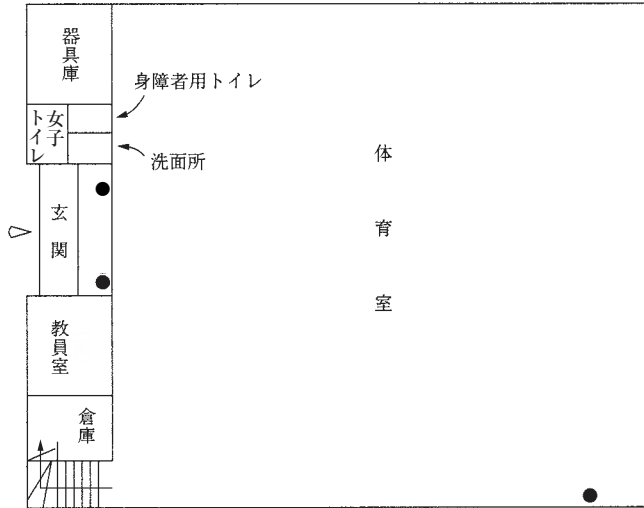 器具庫
身障者用トイレ
女子
トイレ
洗面所
玄関
体育室
教員室
倉庫